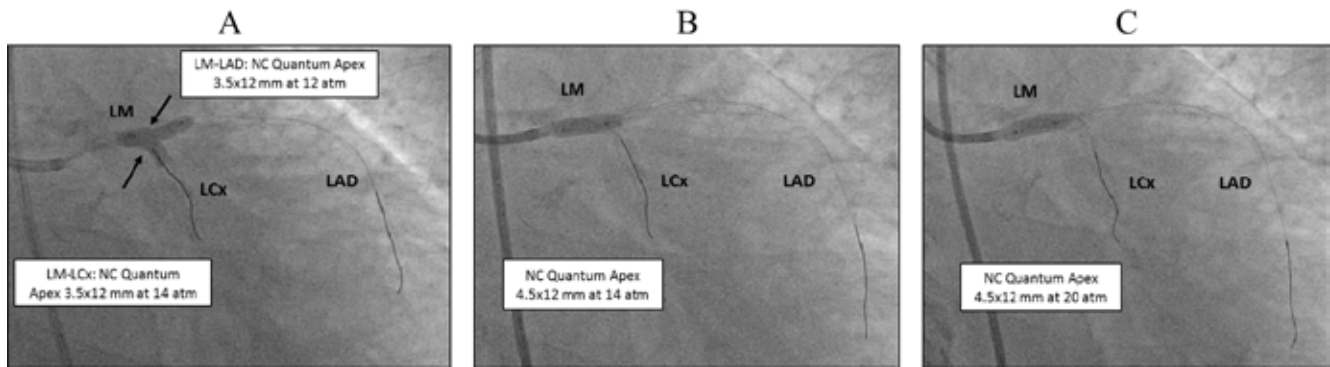 A
B
C
LM-LAD: NC Quantum Apex
3.5x12 mm at 12 atm
LM
LCx
LAD
LM-LCx: NC Quantum
Apex 3.5x12 mm at 14 atm
LM
LCx
LAD
NC Quantum Apex
4.5x12 mm at 14 atm
LM
LCx
LAD
NC Quantum Apex
4.5x12 mm at 20 atm